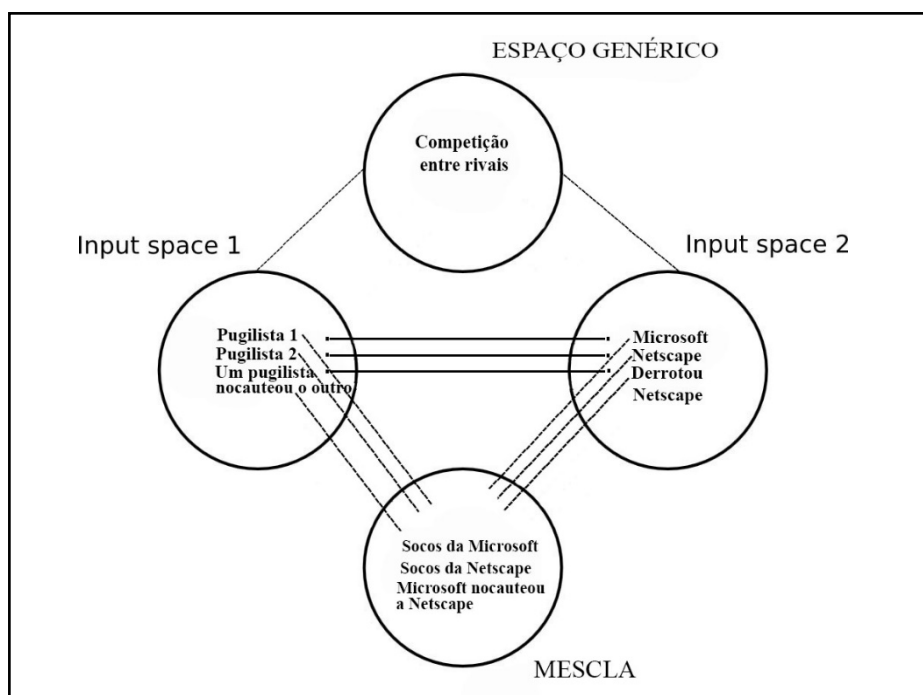 ESPAÇO GENÉRICO
Competição
entre rivais
Input space 1
Input space 2
Pugilista 1
Pugilista 2
Um pugilista
nocauteou o outro
Microsoft
Netscape
Derrotou
Netscape
Socos da Microsoft
Socos da Netscape
Microsoft nocauteou
a Netscape
MESCLA